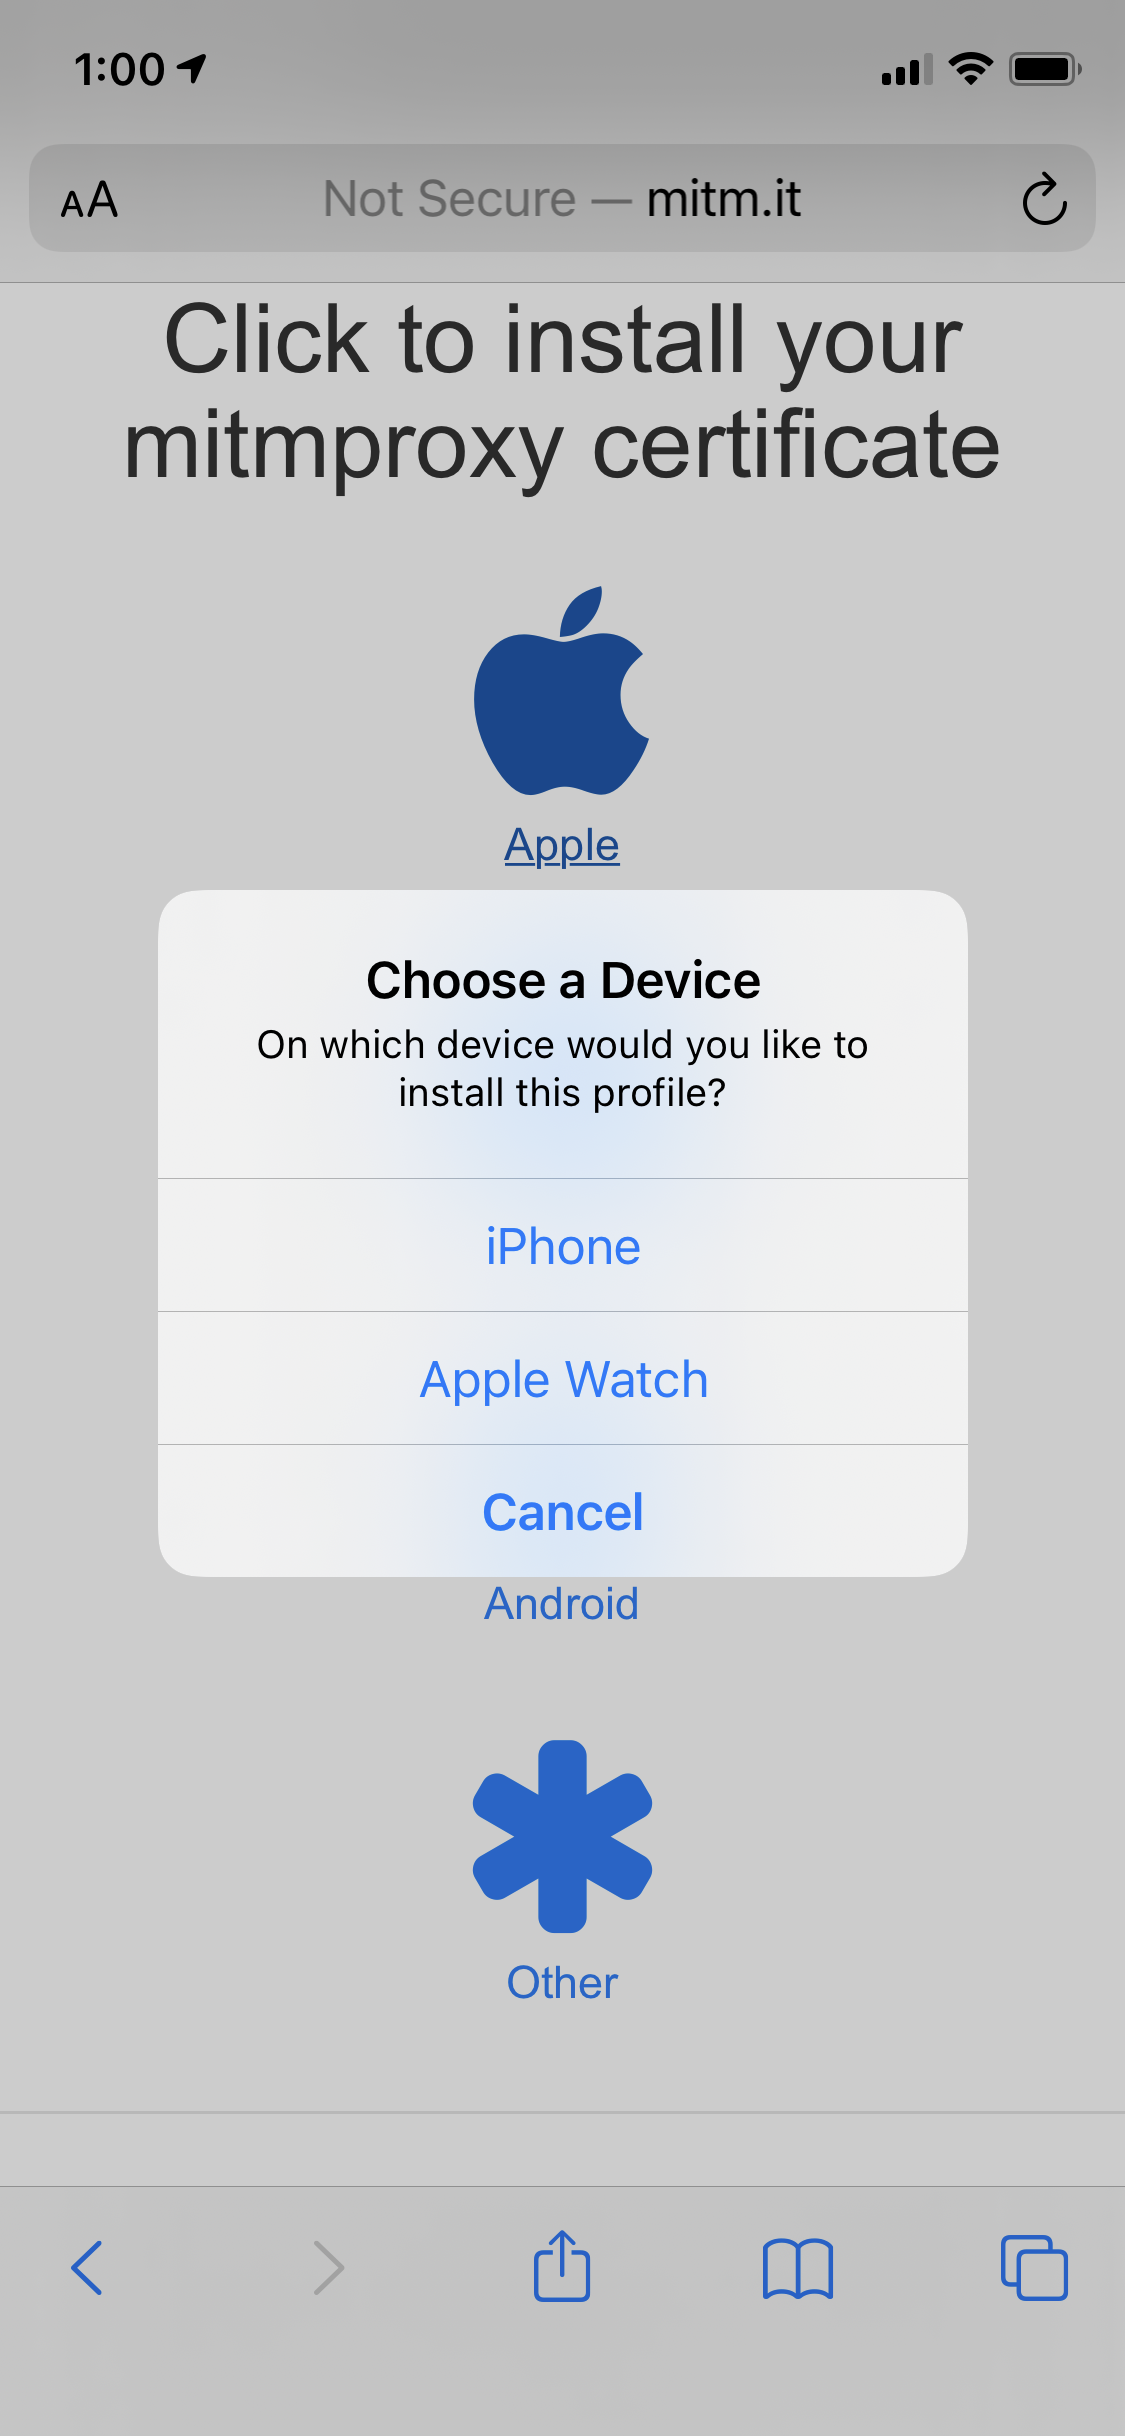 1:00
AA Not Secure — mitm.it
Click to install your
mitmproxy certificate
Apple
Choose a Device
On which device would you like to
install this profile?
iPhone
Apple Watch
Cancel
Android
Other